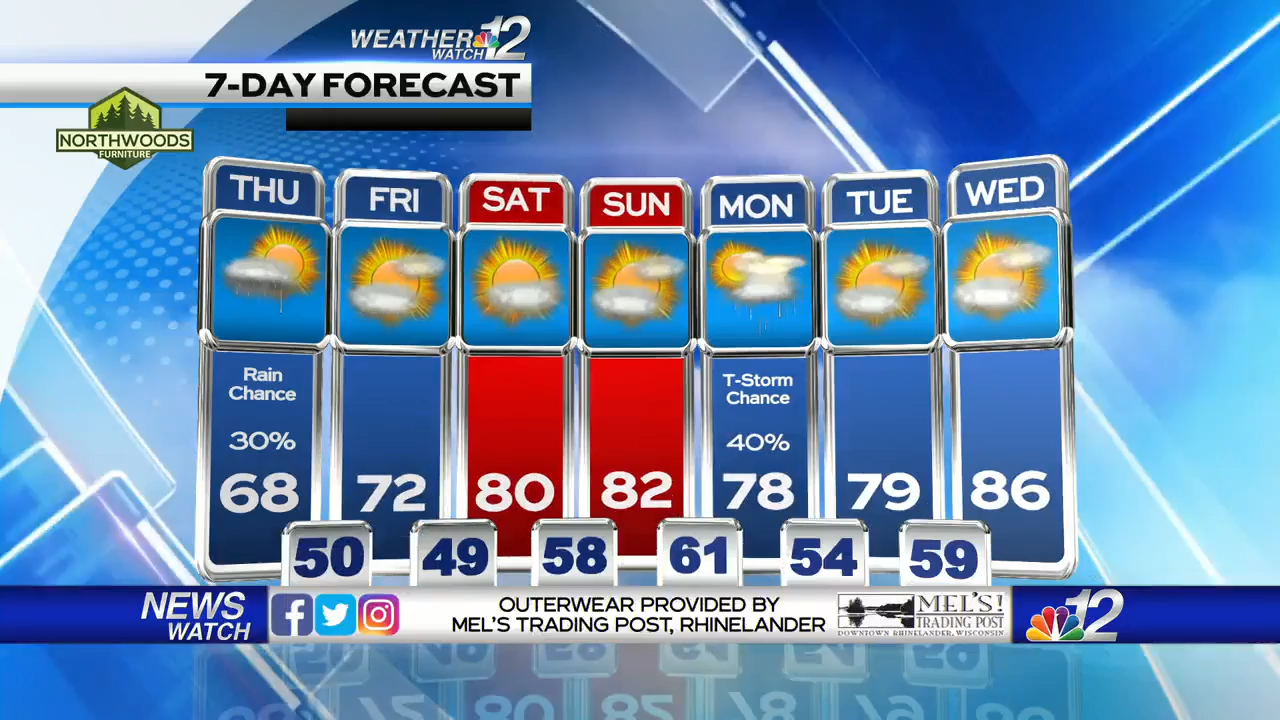 WEATHER 12
WATCH
7-DAY FORECAST
NORTHWOODS
FURNITURE
THU FRI SAT SUN MON TUE WED
Rain
Chance
30%
T-Storm
Chance
40%
68 72 80 82 78 79 86
50 49 58 61 54 59
NEWS
WATCH
OUTERWEAR PROVIDED BY
MEL'S TRADING POST, RHINELANDER
MEL'S!
TRADING POST
DOWNTOWN RHINELANDER, WISCONSIN
12